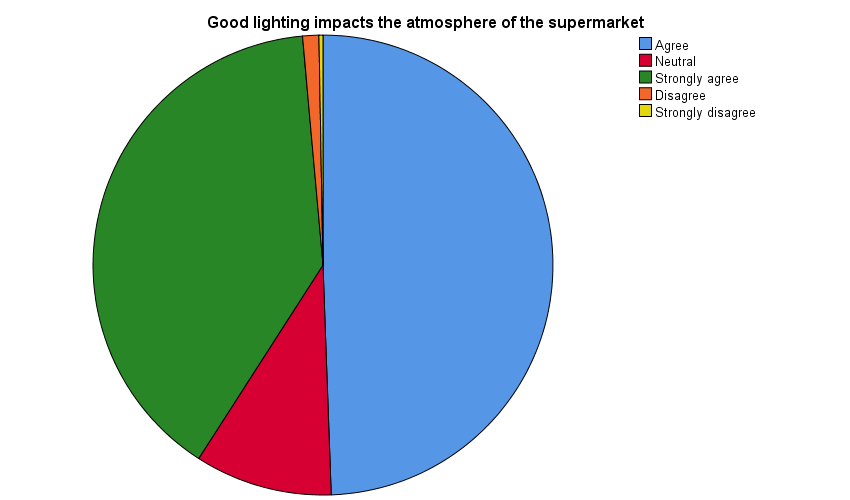 Good lighting impacts the atmosphere of the supermarket
Agree
Neutral
Strongly agree
Disagree
Strongly disagree